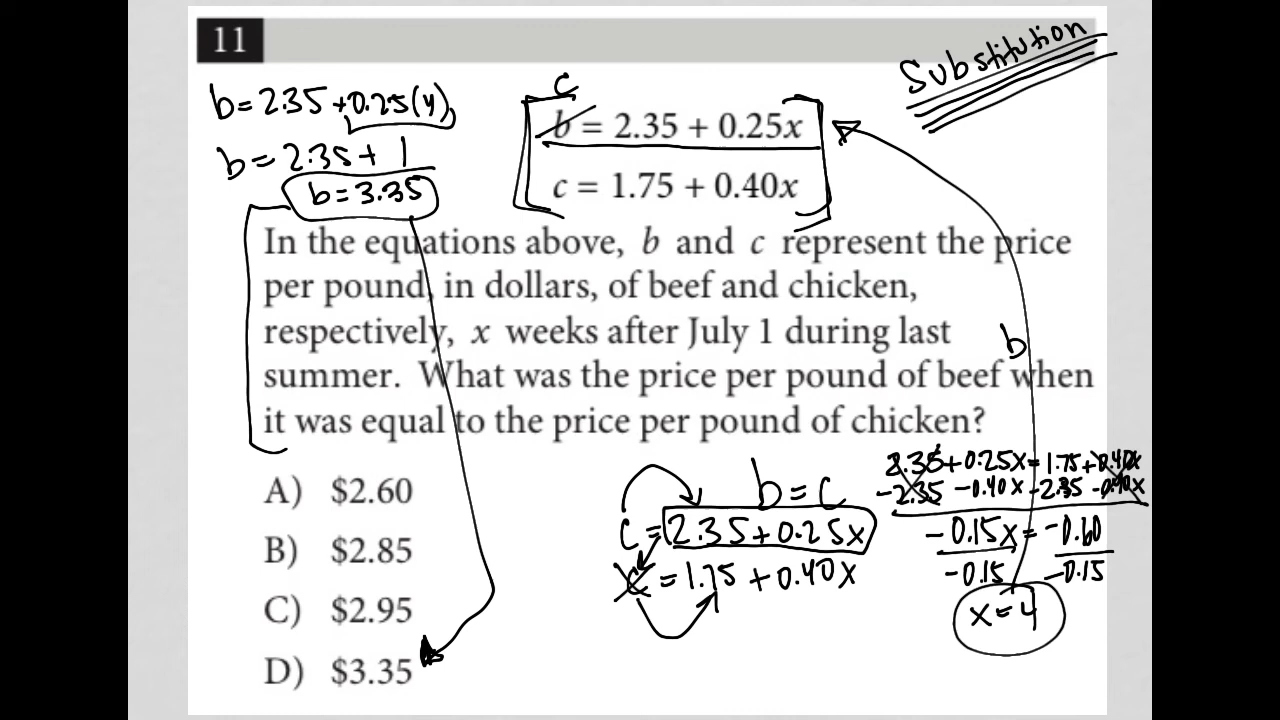 11
Substitution
b = 2.35 + 0.25(4)
b = 2.35 + 1
b = 3.35
c
b = 2.35 + 0.25x
c = 1.75 + 0.40x
In the equations above, b and c represent the price
per pound, in dollars, of beef and chicken,
respectively, x weeks after July 1 during last
summer. What was the price per pound of beef when
it was equal to the price per pound of chicken?
b
A) $2.60
B) $2.85
C) $2.95
D) $3.35
b = c
c = 2.35 + 0.25x
c = 1.75 + 0.40x
2.35 + 0.25x = 1.75 + 0.40x
-2.35 -0.40x -2.35 -0.40x
-0.15x = -0.60
-0.15 -0.15
x = 4